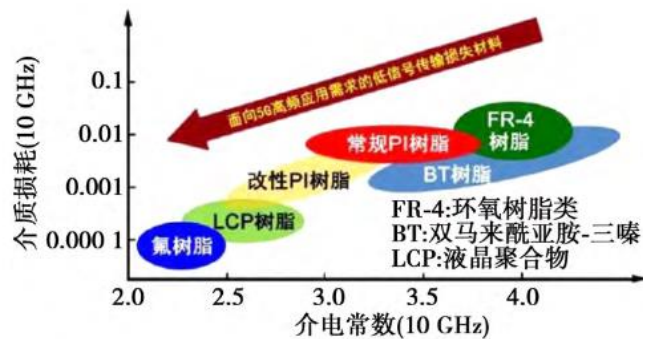 面向5G高频应用需求的低信号传输损失材料
介质损耗(10 GHz)
0.1
0.01
0.001
0.000 1
FR-4
树脂
常规PI树脂
BT树脂
改性PI树脂
LCP树脂
氟树脂
FR-4:环氧树脂类
BT:双马来酰亚胺-三嗪
LCP:液晶聚合物
2.0 2.5 3.0 3.5 4.0
介电常数(10 GHz)